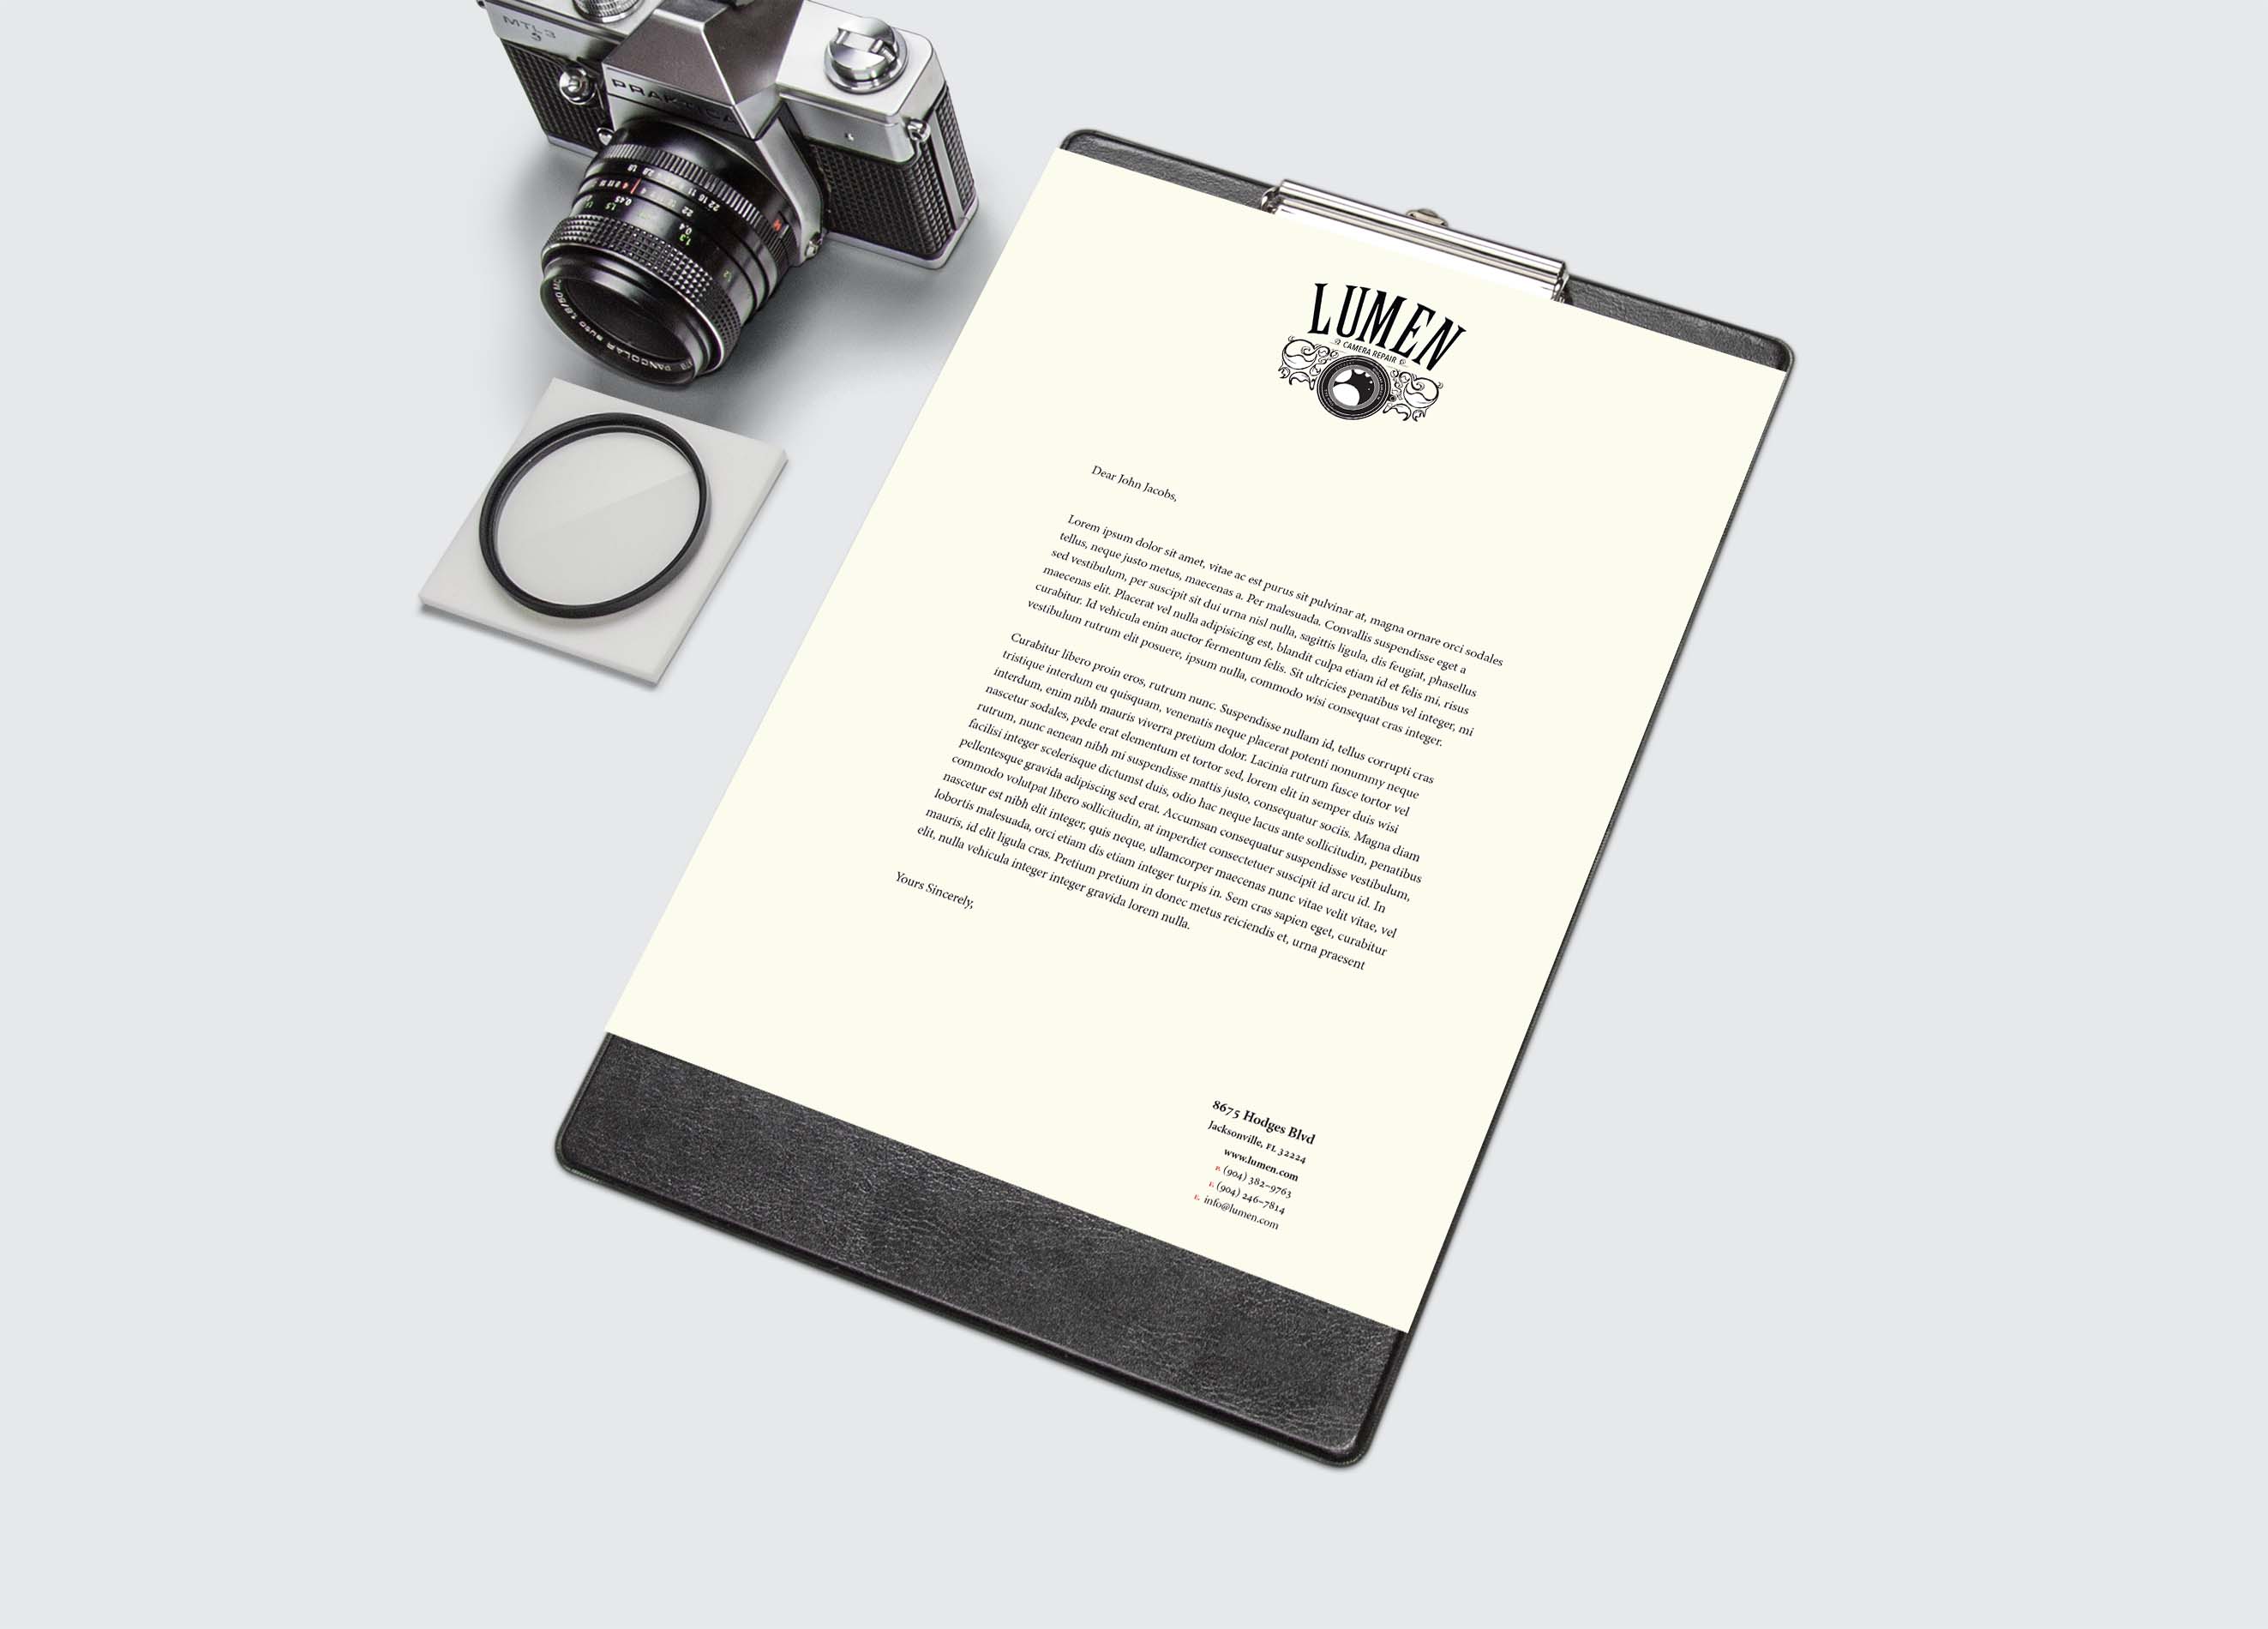 MTL3
PRAKTICA
PANCOLAR auto 1.8/50 MC
LUMEN
CAMERA REPAIR
Dear John Jacobs,
Lorem ipsum dolor sit amet, vitae ac est purus sit pulvinar at, magna ornare orci sodales
tellus, neque justo metus, maecenas a. Per malesuada. Convallis suspendisse eget a
sed vestibulum, per suscipit sit dui urna nisl nulla, sagittis ligula, dis feugiat, phasellus
maecenas elit. Placerat vel nulla adipisicing est, blandit culpa etiam id et felis mi, risus
curabitur. Id vehicula enim auctor fermentum felis. Sit ultricies penatibus vel integer, mi
vestibulum rutrum elit posuere, ipsum nulla, commodo wisi consequat cras integer.
Curabitur libero proin eros, rutrum nunc. Suspendisse nullam id, tellus corrupti cras
tristique interdum eu quisquam, venenatis neque placerat potenti nonummy neque
interdum, enim nibh mauris viverra pretium dolor. Lacinia rutrum fusce tortor vel
nascetur sodales, pede erat elementum et tortor sed, lorem elit in semper duis wisi
rutrum, nunc aenean nibh mi suspendisse mattis justo, consequatur sociis. Magna diam
facilisi integer scelerisque dictumst duis, odio hac neque lacus ante sollicitudin, penatibus
pellentesque gravida adipiscing sed erat. Accumsan consequatur suspendisse vestibulum,
commodo volutpat libero sollicitudin, at imperdiet consectetuer suscipit id arcu id. In
nascetur est nibh elit integer, quis neque, ullamcorper maecenas nunc vitae velit vitae, vel
lobortis malesuada, orci etiam dis etiam integer turpis in. Sem cras sapien eget, curabitur
mauris, id elit ligula cras. Pretium pretium in donec metus reiciendis et, urna praesent
elit, nulla vehicula integer integer gravida lorem nulla.
Yours Sincerely,
8675 Hodges Blvd
Jacksonville, FL 32224
www.lumen.com
(904) 382-9763
(904) 246-7814
info@lumen.com